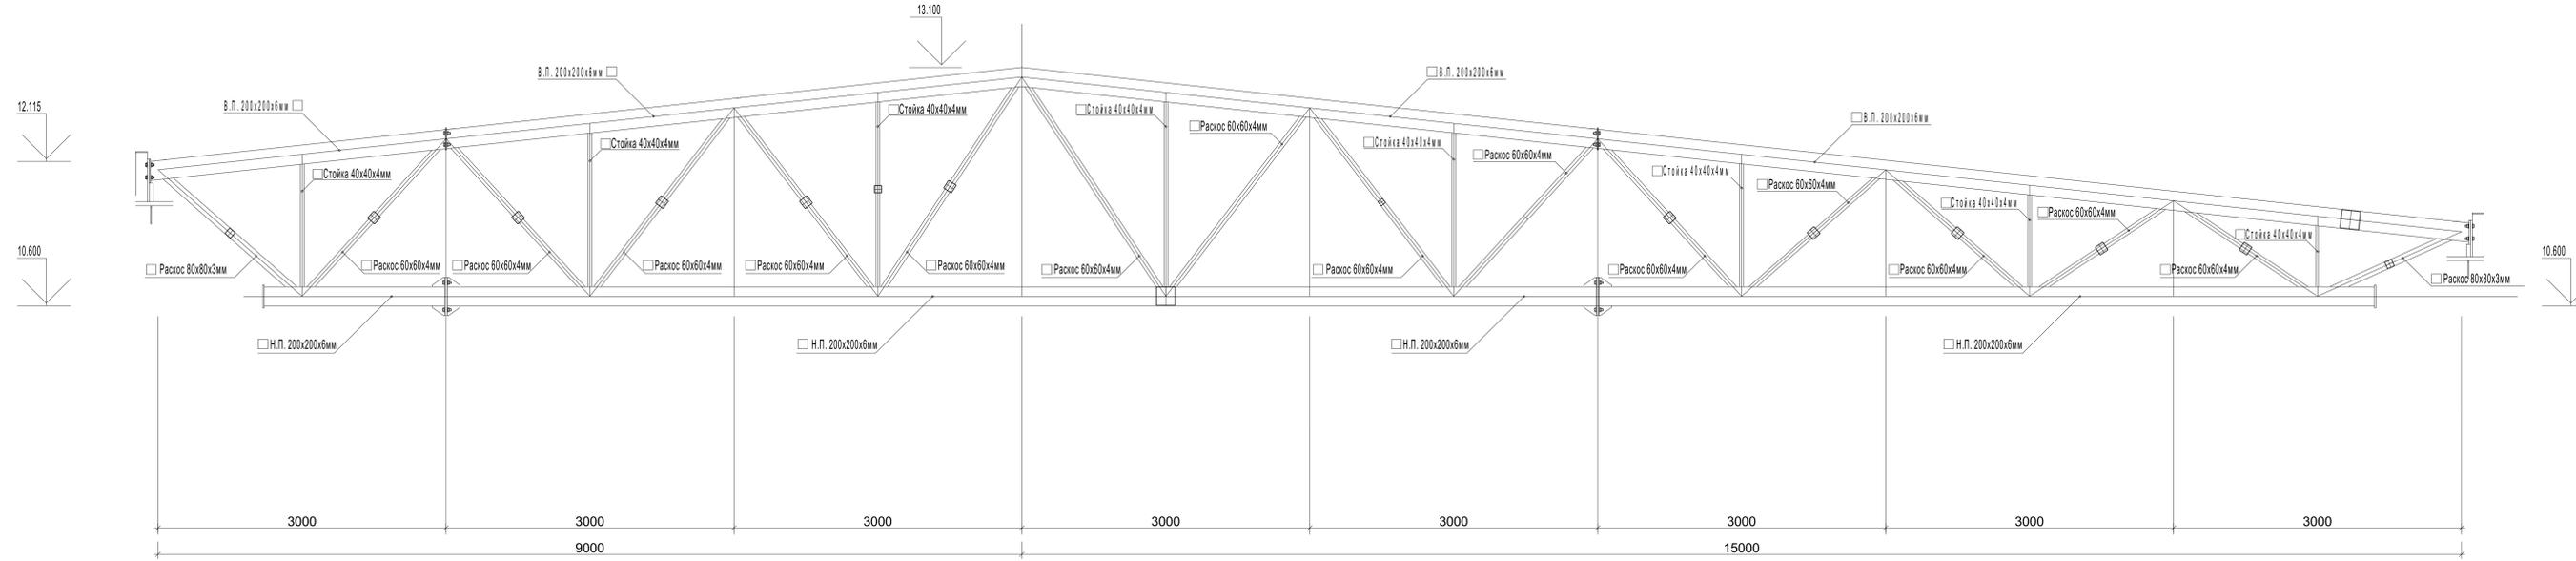 13.100
В.П. 200х200х6мм
В.П. 200х200х6мм
12.115
В.П. 200х200х6мм
В.П. 200х200х6мм
Стойка 40х40х4мм
Стойка 40х40х4мм
Раскос 60х60х4мм
Стойка 40х40х4мм
Стойка 40х40х4мм
Раскос 60х60х4мм
Стойка 40х40х4мм
Стойка 40х40х4мм
Раскос 60х60х4мм
Стойка 40х40х4мм
Раскос 60х60х4мм
Стойка 40х40х4мм
10.600
10.600
Раскос 80х80х3мм
Раскос 60х60х4мм
Раскос 60х60х4мм
Раскос 60х60х4мм
Раскос 60х60х4мм
Раскос 60х60х4мм
Раскос 60х60х4мм
Раскос 60х60х4мм
Раскос 60х60х4мм
Раскос 60х60х4мм
Раскос 60х60х4мм
Раскос 80х80х3мм
Н.П. 200х200х6мм
Н.П. 200х200х6мм
Н.П. 200х200х6мм
Н.П. 200х200х6мм
3000
3000
3000
3000
3000
3000
3000
3000
9000
15000